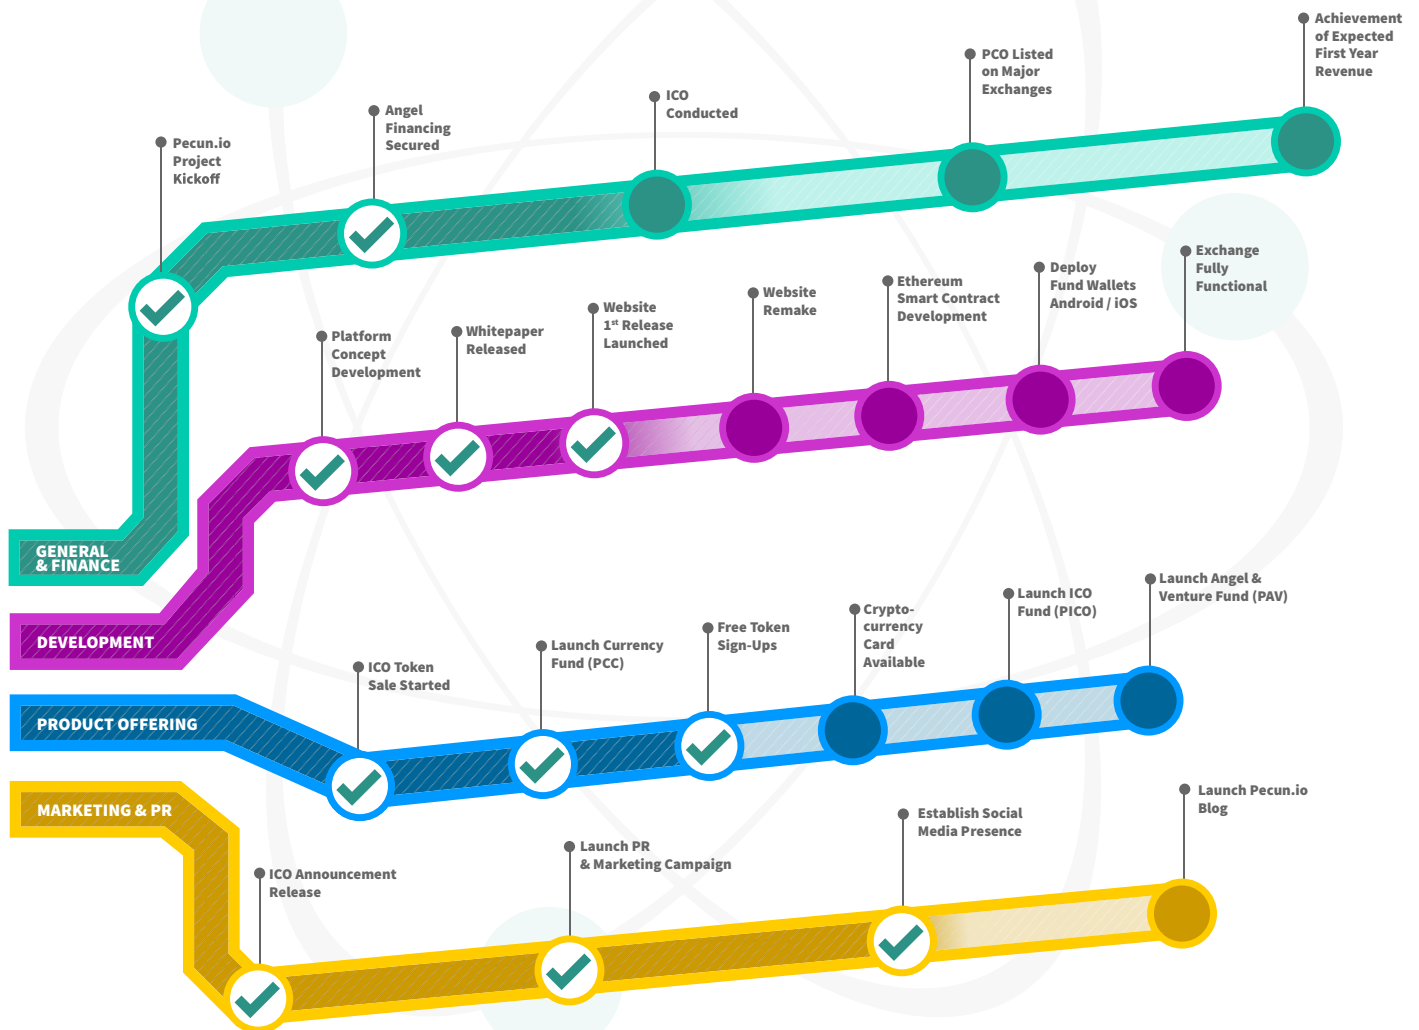 Achievement
of Expected
First Year
Revenue
PCO Listed
on Major
Exchanges
ICO
Conducted
Angel
Financing
Secured
Pecun.io
Project
Kickoff
GENERAL
& FINANCE
Exchange
Fully
Functional
Deploy
Fund Wallets
Android / iOS
Ethereum
Smart Contract
Development
Website
Remake
Website
1st Release
Launched
Whitepaper
Released
Platform
Concept
Development
DEVELOPMENT
Launch Angel &
Venture Fund (PAV)
Launch ICO
Fund (PICO)
Crypto-
currency
Card
Available
Free Token
Sign-Ups
Launch Currency
Fund (PCC)
ICO Token
Sale Started
PRODUCT OFFERING
MARKETING & PR
Launch Pecun.io
Blog
Establish Social
Media Presence
Launch PR
& Marketing Campaign
ICO Announcement
Release